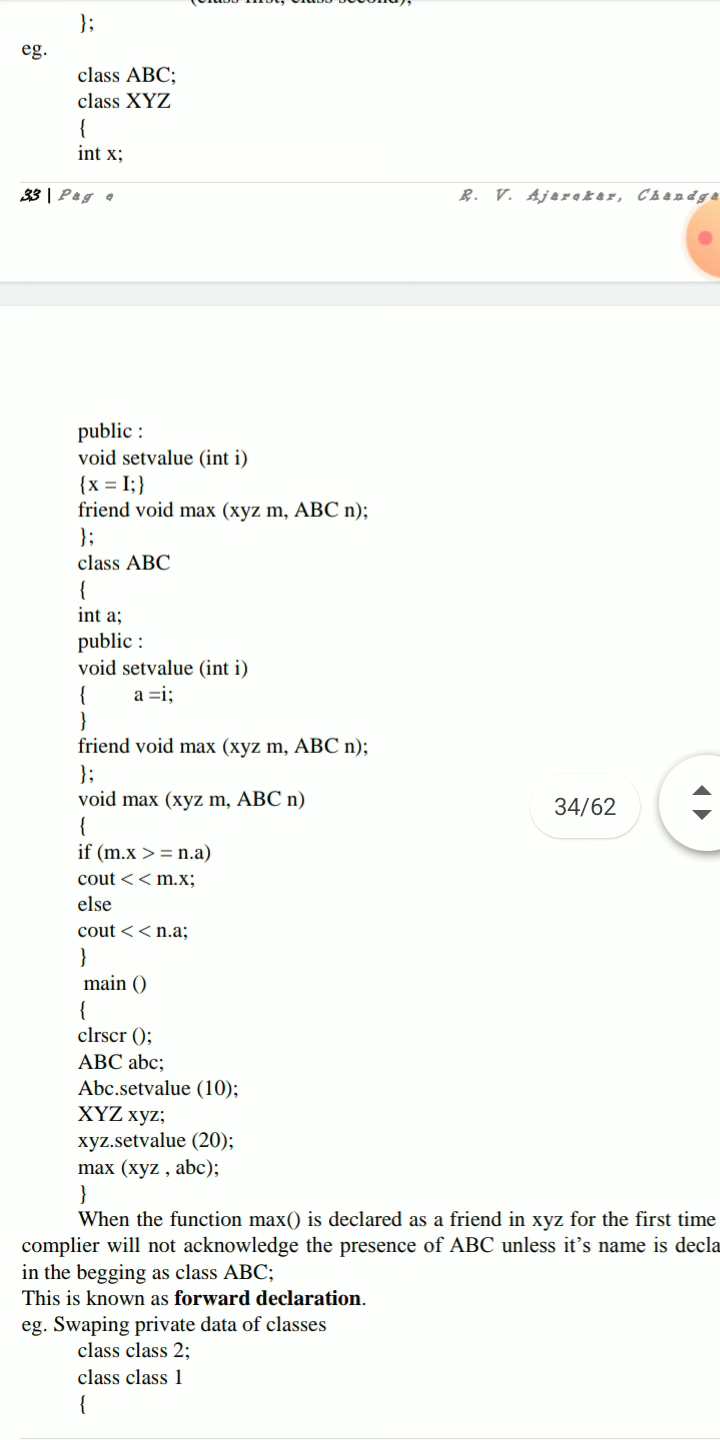 };
eg.
class ABC;
class XYZ
{
int x;
33 | Page
R. V. Ajarekar,
public :
void setvalue (int i)
{x = I;}
friend void max (xyz m, ABC n);
};
class ABC
{
int a;
public :
void setvalue (int i)
{ a =i;
}
friend void max (xyz m, ABC n);
};
void max (xyz m, ABC n)
{
if (m.x > = n.a)
cout < < m.x;
else
cout < < n.a;
}
main ()
{
clrscr ();
ABC abc;
Abc.setvalue (10);
XYZ xyz;
xyz.setvalue (20);
max (xyz , abc);
}
When the function max() is declared as a friend in xyz for the first time
complier will not acknowledge the presence of ABC unless it’s name is
in the begging as class ABC;
This is known as forward declaration.
eg. Swaping private data of classes
class class 2;
class class 1
{
34/62